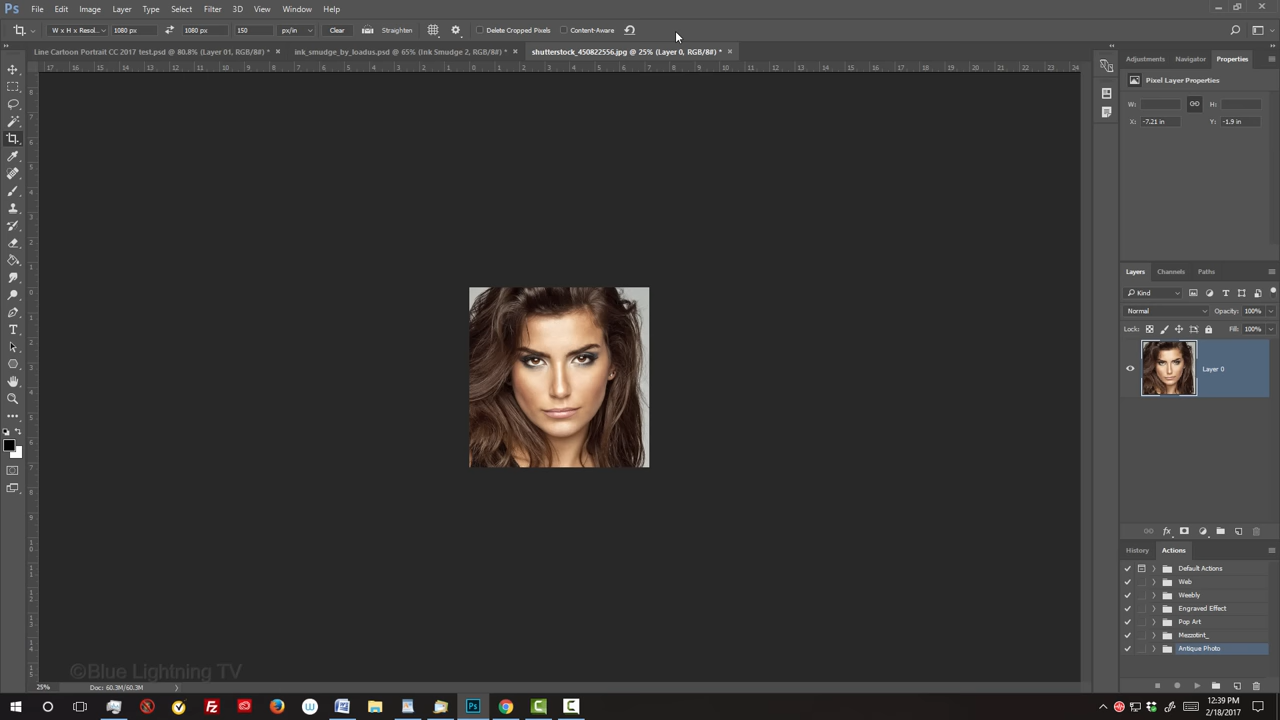 Ps File Edit Image Layer Type Select Filter 3D View Window Help
W x H x Resol... 1080 px 1080 px 150 px/in Clear Straighten Delete Cropped Pixels Content-Aware
Line Cartoon Portrait CC 2017 test.psd @ 80.8% (Layer 01, RGB/8#) * × ink_smudge_by_loadus.psd @ 65% (Ink Smudge 2, RGB/8#) * × shutterstock_450822556.jpg @ 25% (Layer 0, RGB/8#) * ×
Adjustments Navigator Properties
Pixel Layer Properties
W: H:
X: -7.21 in Y: -1.9 in
Layers Channels Paths
Kind
Normal Opacity: 100%
Lock: Fill: 100%
Layer 0
History Actions
Default Actions
Web
Weebly
Engraved Effect
Pop Art
Mezzotint_
Antique Photo
©Blue Lightning TV
25% Doc: 60.3M/60.3M
12:39 PM
2/18/2017